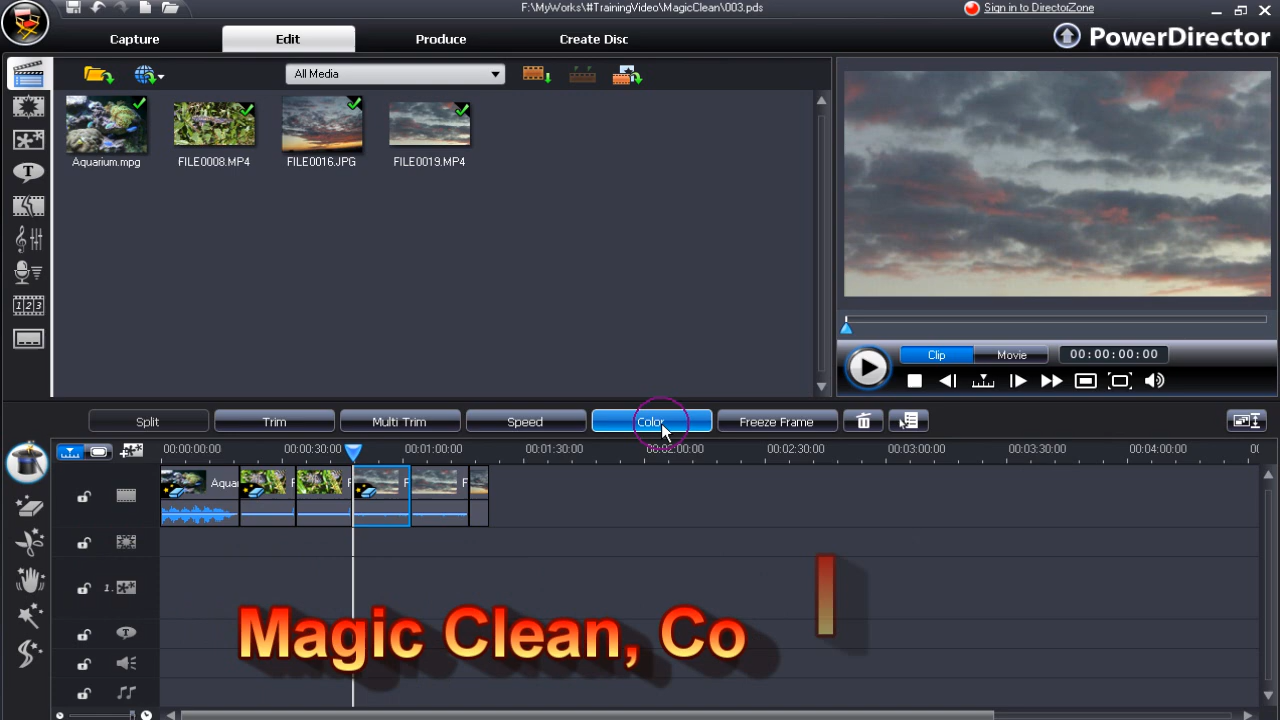 F:\MyWorks\#TrainingVideo\MagicClean\003.pds
Sign in to DirectorZone
Capture
Edit
Produce
Create Disc
PowerDirector
All Media
Aquarium.mpg
FILE0008.MP4
FILE0016.JPG
FILE0019.MP4
Clip
Movie
00:00:00:00
Split
Trim
Multi Trim
Speed
Color
Freeze Frame
00:00:00:00
00:00:30:00
00:01:00:00
00:01:30:00
00:02:00:00
00:02:30:00
00:03:00:00
00:03:30:00
00:04:00:00
Aqua
F
F
F
F
1.
Magic Clean, Co l